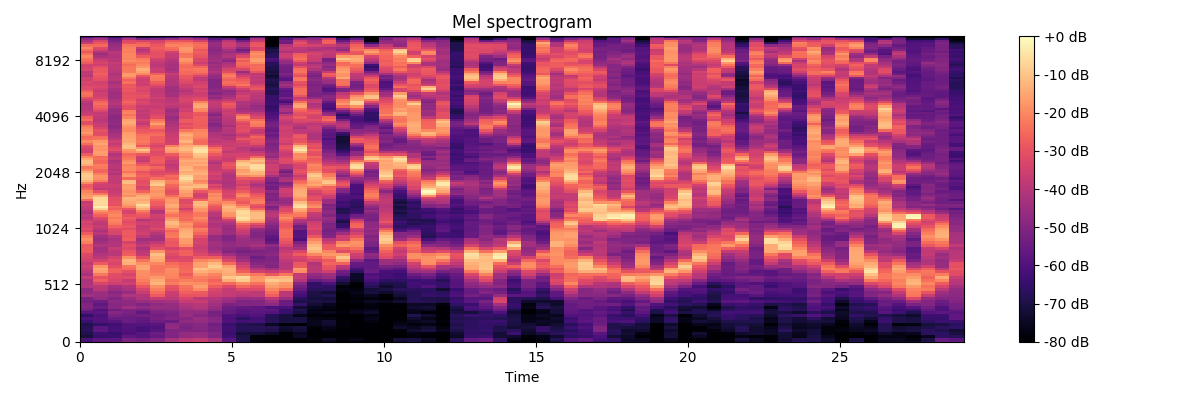 Mel spectrogram
+0 dB
8192
-10 dB
4096
-20 dB
-30 dB
2048
Hz
-40 dB
1024
-50 dB
-60 dB
512
-70 dB
0
-80 dB
0 5 10 15 20 25
Time